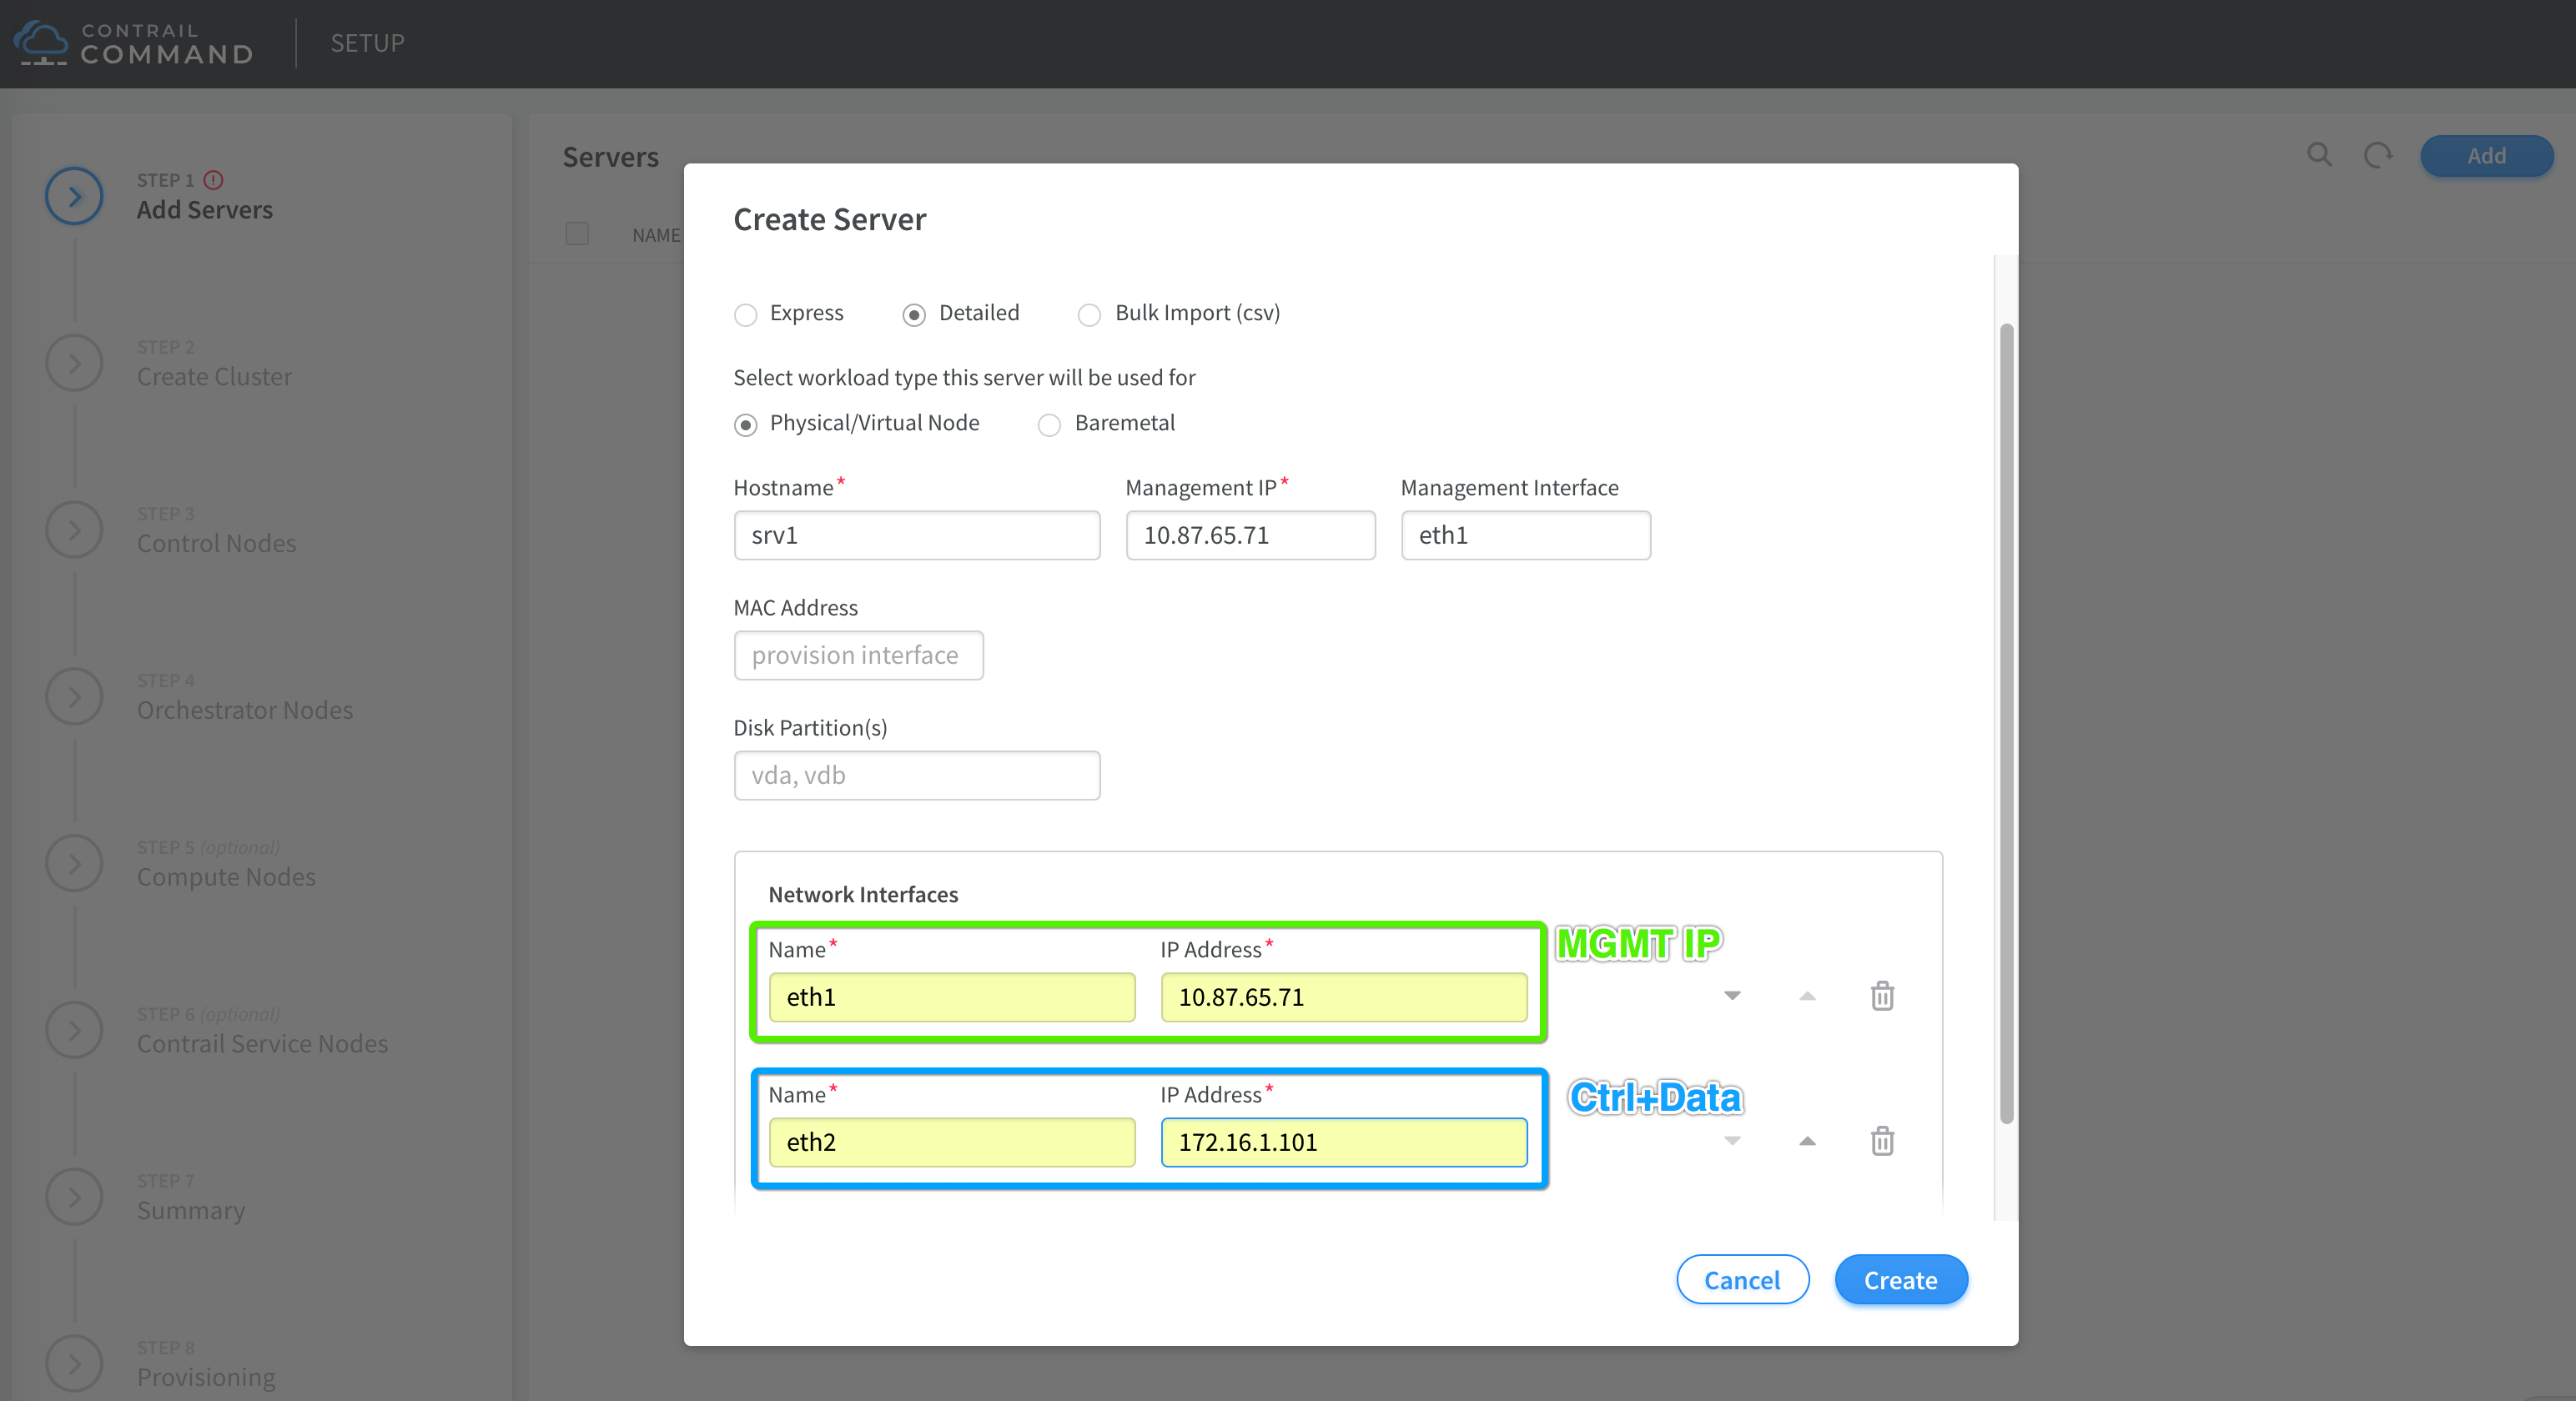 CONTRAIL
COMMAND
SETUP
STEP 1
Add Servers
STEP 2
Create Cluster
STEP 3
Control Nodes
STEP 4
Orchestrator Nodes
STEP 5 (optional)
Compute Nodes
STEP 6 (optional)
Contrail Service Nodes
STEP 7
Summary
STEP 8
Provisioning
Servers
Add
NAME
Create Server
Express Detailed Bulk Import (csv)
Select workload type this server will be used for
Physical/Virtual Node Baremetal
Hostname* Management IP* Management Interface
srv1 10.87.65.71 eth1
MAC Address
provision interface
Disk Partition(s)
vda, vdb
Network Interfaces
Name* IP Address* MGMT IP
eth1 10.87.65.71
Name* IP Address* Ctrl+Data
eth2 172.16.1.101
Cancel Create